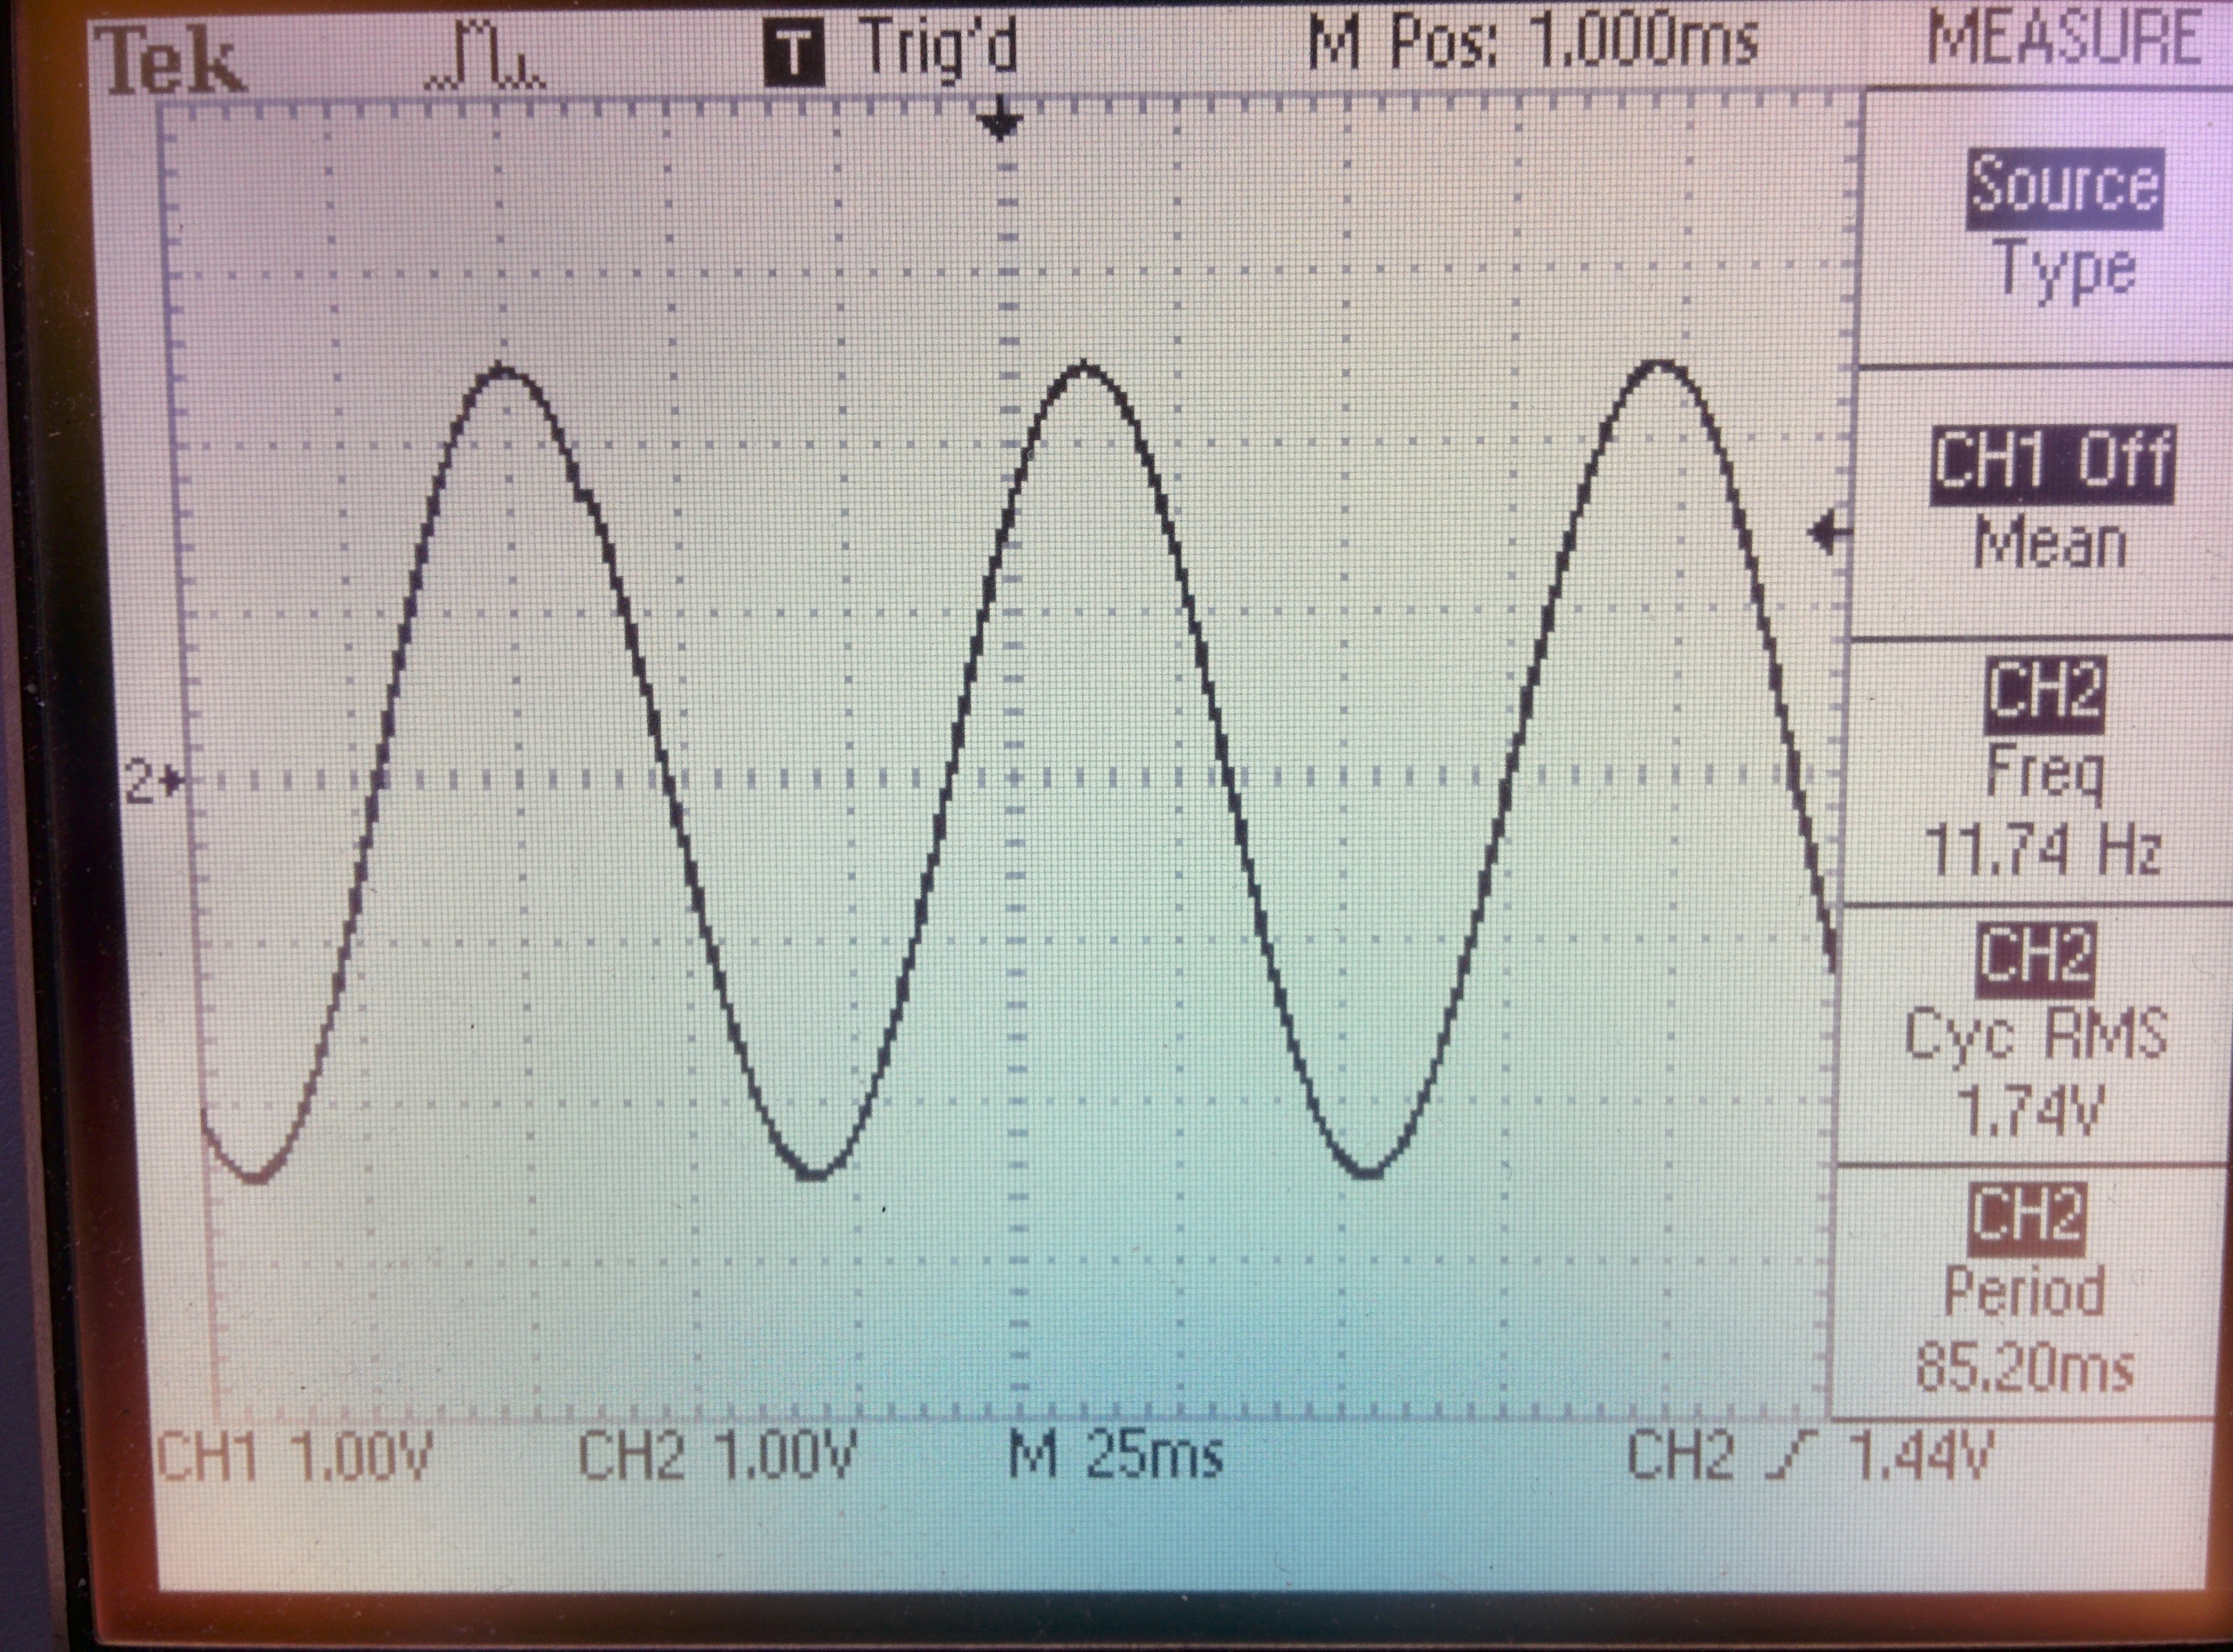 Tek T Trig'd M Pos: 1.000ms MEASURE
Source
Type
CH1 Off
Mean
2
CH2
Freq
11.74 Hz
CH2
Cyc RMS
1.74V
CH2
Period
85.20ms
CH1 1.00V CH2 1.00V M 25ms CH2 1.44V